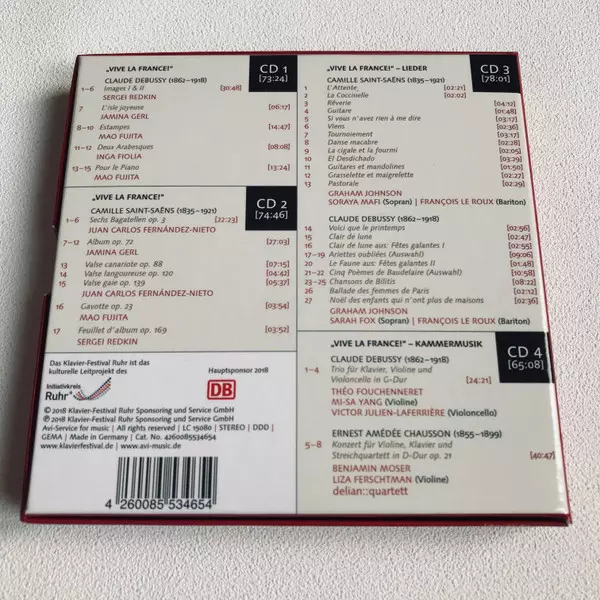 „VIVE LA FRANCE!“
CD 1
[73:24]
CLAUDE DEBUSSY (1862–1918)
1–6 Images I & II [30:48]
SERGEI REDKIN
7 L'isle joyeuse [06:17]
JAMINA GERL
8–10 Estampes [14:47]
MAO FUJITA
11–12 Deux Arabesques [08:08]
INGA FIOLIA
13–15 Pour le Piano [13:24]
MAO FUJITA
„VIVE LA FRANCE!“
CD 2
[74:46]
CAMILLE SAINT-SAËNS (1835–1921)
1–6 Sechs Bagatellen op. 3 [22:23]
JUAN CARLOS FERNÁNDEZ-NIETO
7–12 Album op. 72 [27:03]
JAMINA GERL
13 Valse canariote op. 88 [07:15]
14 Valse langoureuse op. 120 [04:42]
15 Valse gaie op. 139 [05:37]
JUAN CARLOS FERNÁNDEZ-NIETO
16 Gavotte op. 23 [03:54]
MAO FUJITA
17 Feuillet d'album op. 169 [03:52]
SERGEI REDKIN
Das Klavier-Festival Ruhr ist das
kulturelle Leitprojekt des
Hauptsponsor 2018
Initiativkreis
Ruhr
DB
© 2018 Klavier-Festival Ruhr Sponsoring und Service GmbH
℗ 2018 Klavier-Festival Ruhr Sponsoring und Service GmbH
Avi-Service for music | All rights reserved | LC 15080 | STEREO | DDD |
GEMA | Made in Germany | Cat. No. 4260085534654
www.klavierfestival.de | www.avi-music.de
4 260085 534654
„VIVE LA FRANCE!“ – LIEDER
CD 3
[78:01]
CAMILLE SAINT-SAËNS (1835–1921)
1 L'Attente [02:21]
2 La Coccinelle [02:02]
3 Rêverie [04:12]
4 Guitare [01:48]
5 Si vous n'avez rien à me dire [03:17]
6 Viens [02:36]
7 Tournoiement [03:17]
8 Danse macabre [02:28]
9 La cigale et la fourmi [02:05]
10 El Desdichado [03:13]
11 Guitares et mandolines [01:50]
12 Grasselette et maigrelette [02:27]
13 Pastorale [02:29]
GRAHAM JOHNSON
SORAYA MAFI (Sopran) | FRANÇOIS LE ROUX (Bariton)
CLAUDE DEBUSSY (1862–1918)
14 Voici que le printemps [02:56]
15 Clair de lune [02:47]
16 Clair de lune aus: Fêtes galantes I [02:55]
17–19 Ariettes oubliées (Auswahl) [09:06]
20 Le Faune aus: Fêtes galantes II [01:48]
21–22 Cinq Poèmes de Baudelaire (Auswahl) [10:58]
23–25 Chansons de Bilitis [08:22]
26 Ballade des femmes de Paris [02:12]
27 Noël des enfants qui n'ont plus de maisons [02:36]
GRAHAM JOHNSON
SARAH FOX (Sopran) | FRANÇOIS LE ROUX (Bariton)
„VIVE LA FRANCE!“ – KAMMERMUSIK
CD 4
[65:08]
CLAUDE DEBUSSY (1862–1918)
1–4 Trio für Klavier, Violine und
Violoncello in G-Dur [24:21]
THÉO FOUCHENNERET
MI-SA YANG (Violine)
VICTOR JULIEN-LAFERRIÈRE (Violoncello)
ERNEST AMÉDÉE CHAUSSON (1855–1899)
5–8 Konzert für Violine, Klavier und
Streichquartett in D-Dur op. 21 [40:47]
BENJAMIN MOSER
LIZA FERSCHTMAN (Violine)
delian::quartett